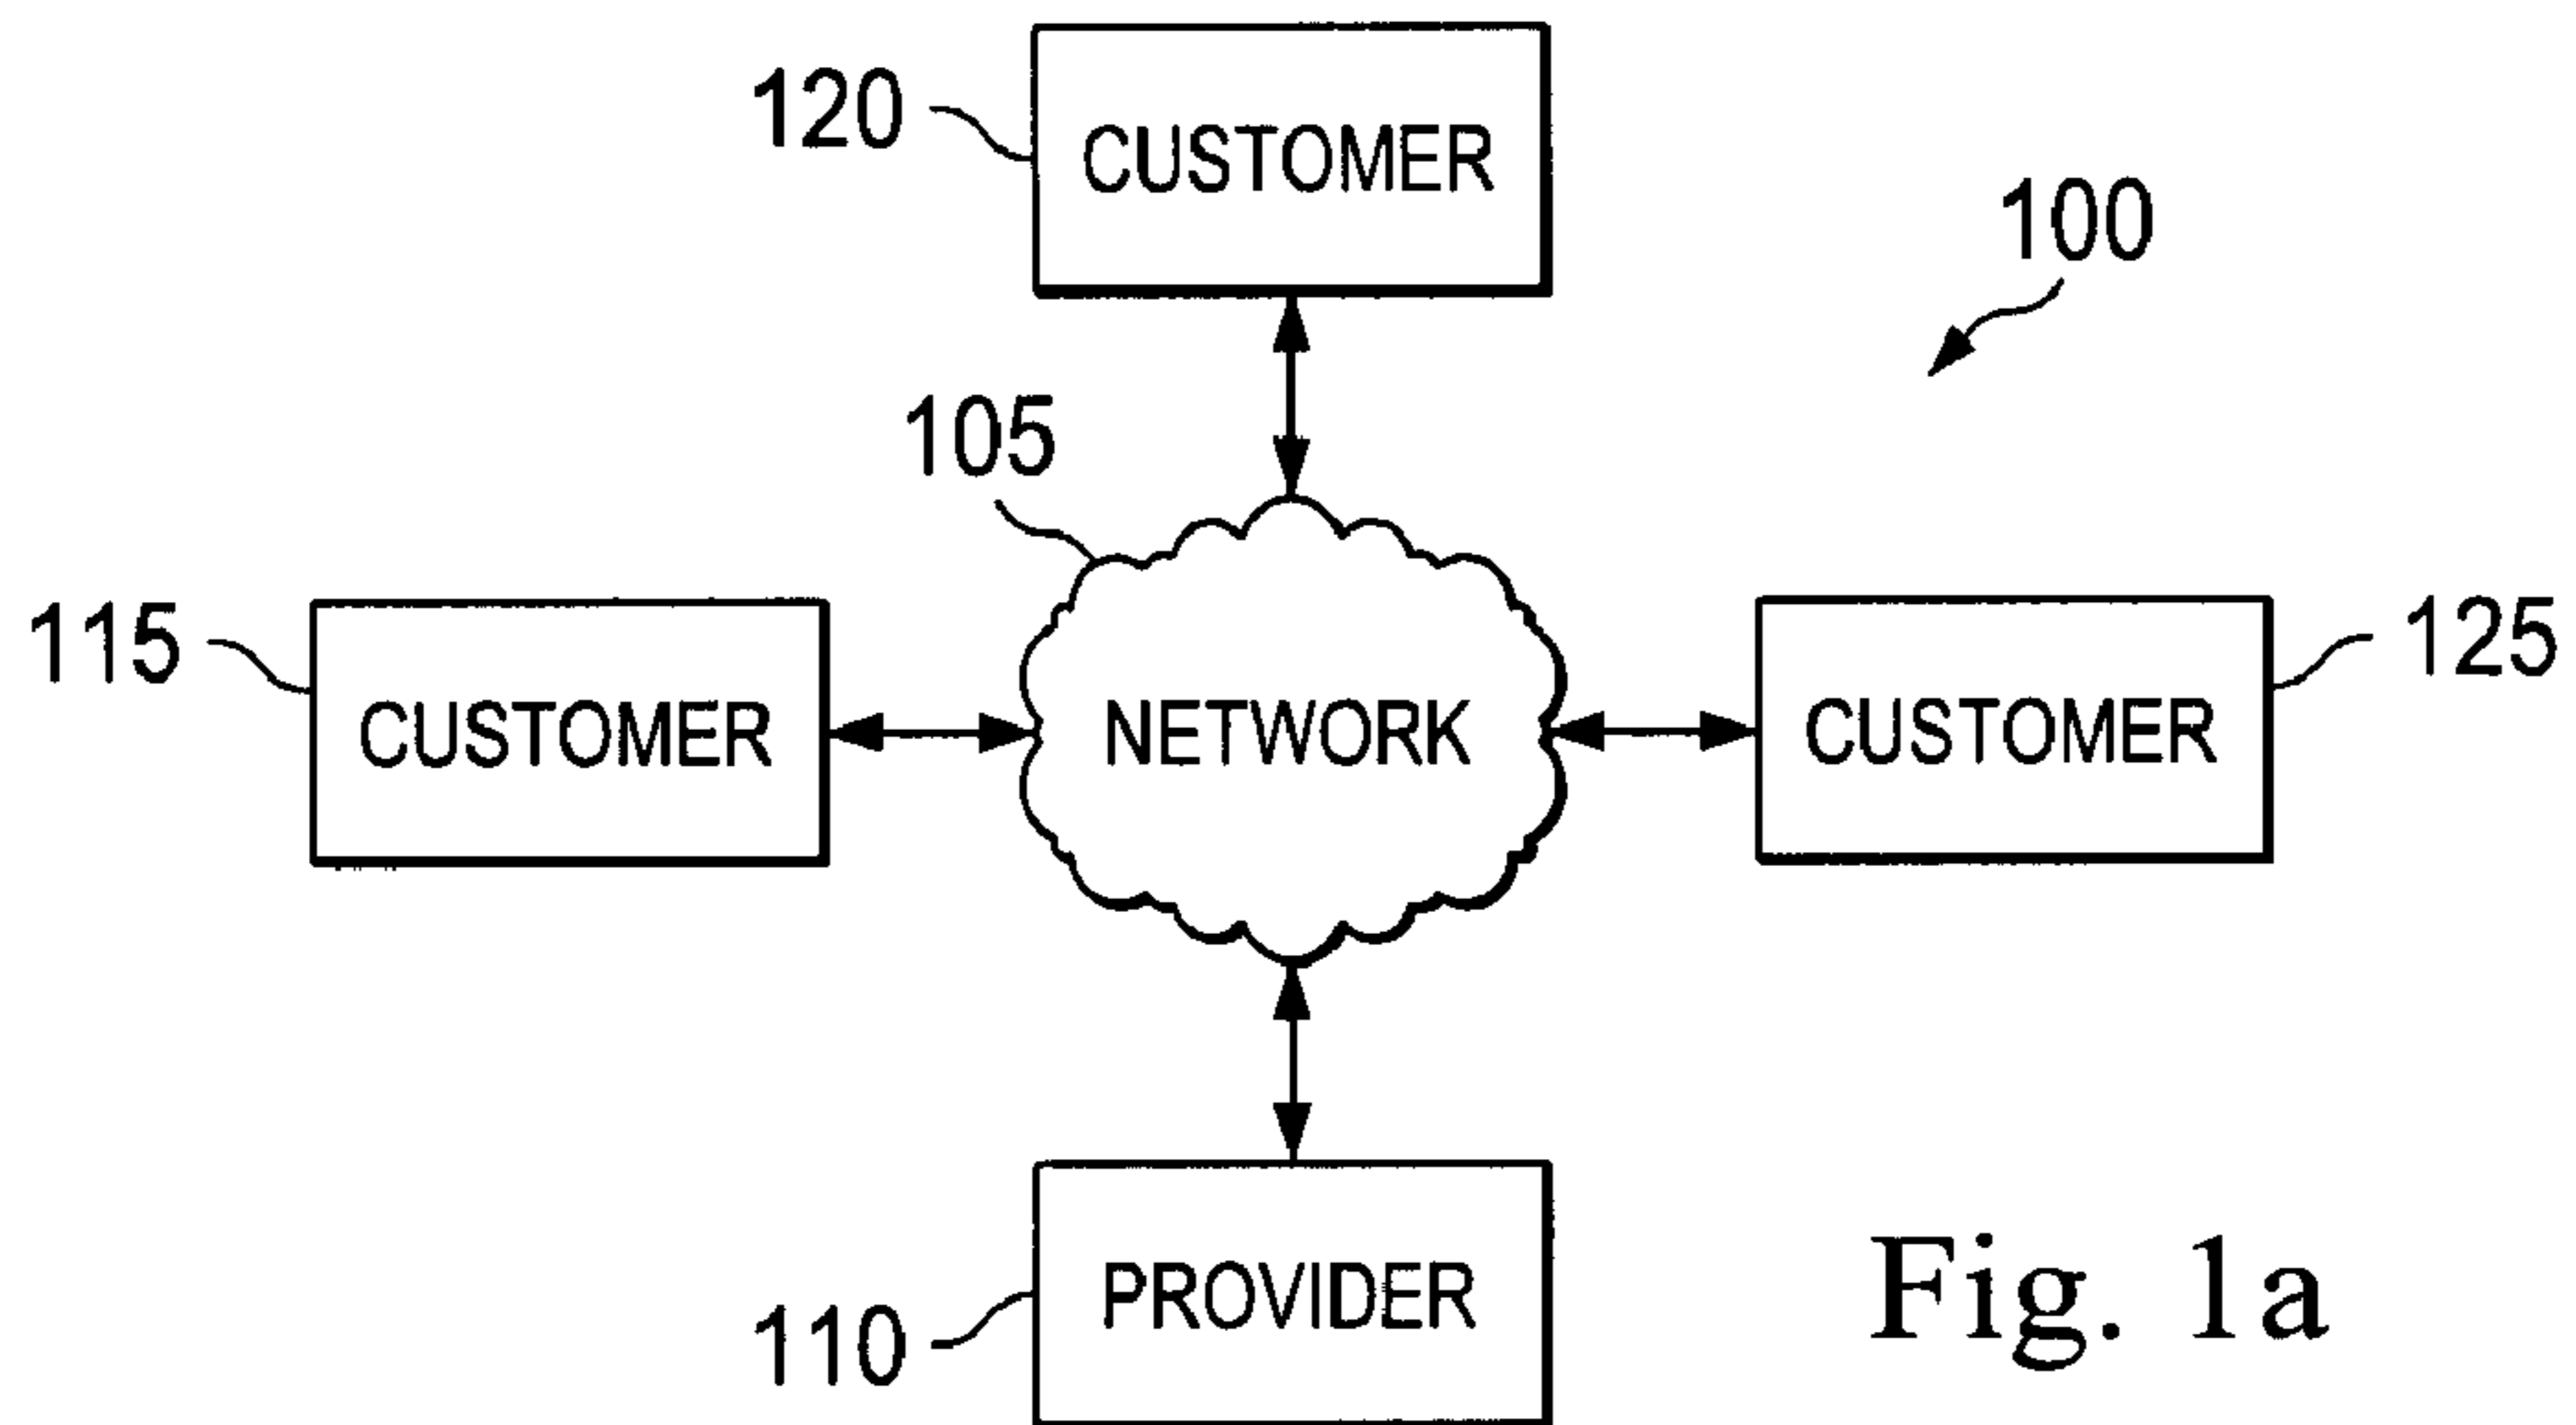 120
CUSTOMER
100
105
115
CUSTOMER
NETWORK
CUSTOMER
125
PROVIDER
110
Fig. 1a